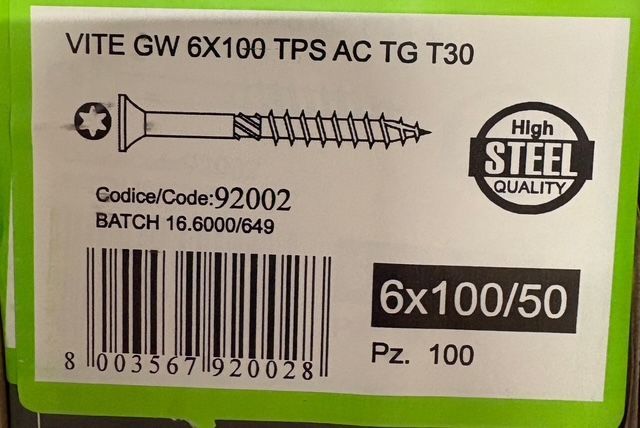 VITE GW 6X100 TPS AC TG T30
High
STEEL
QUALITY
Codice/Code:92002
BATCH 16.6000/649
6x100/50
Pz. 100
8 003567 920028